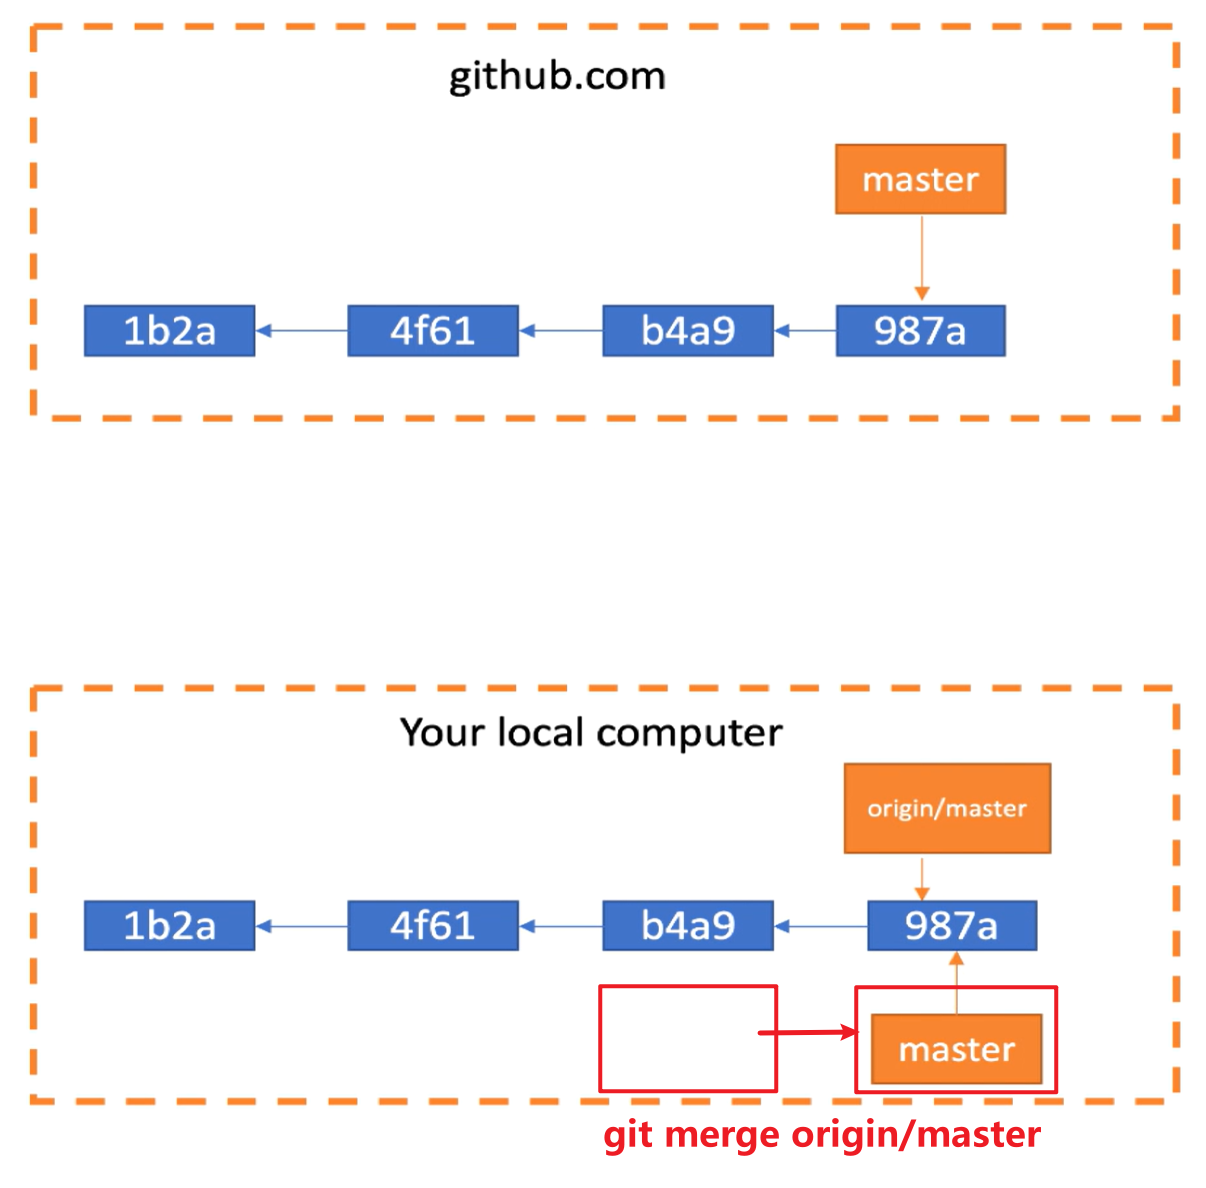 github.com
master
1b2a
4f61
b4a9
987a
Your local computer
origin/master
1b2a
4f61
b4a9
987a
master
git merge origin/master